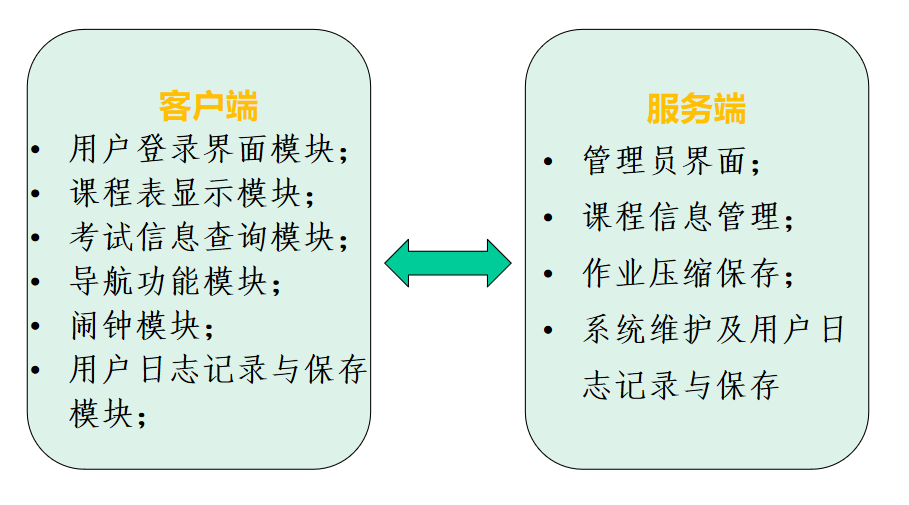 客户端
• 用户登录界面模块；
• 课程表显示模块；
• 考试信息查询模块；
• 导航功能模块；
• 闹钟模块；
• 用户日志记录与保存
模块；
服务端
• 管理员界面；
• 课程信息管理；
• 作业压缩保存；
• 系统维护及用户日
志记录与保存